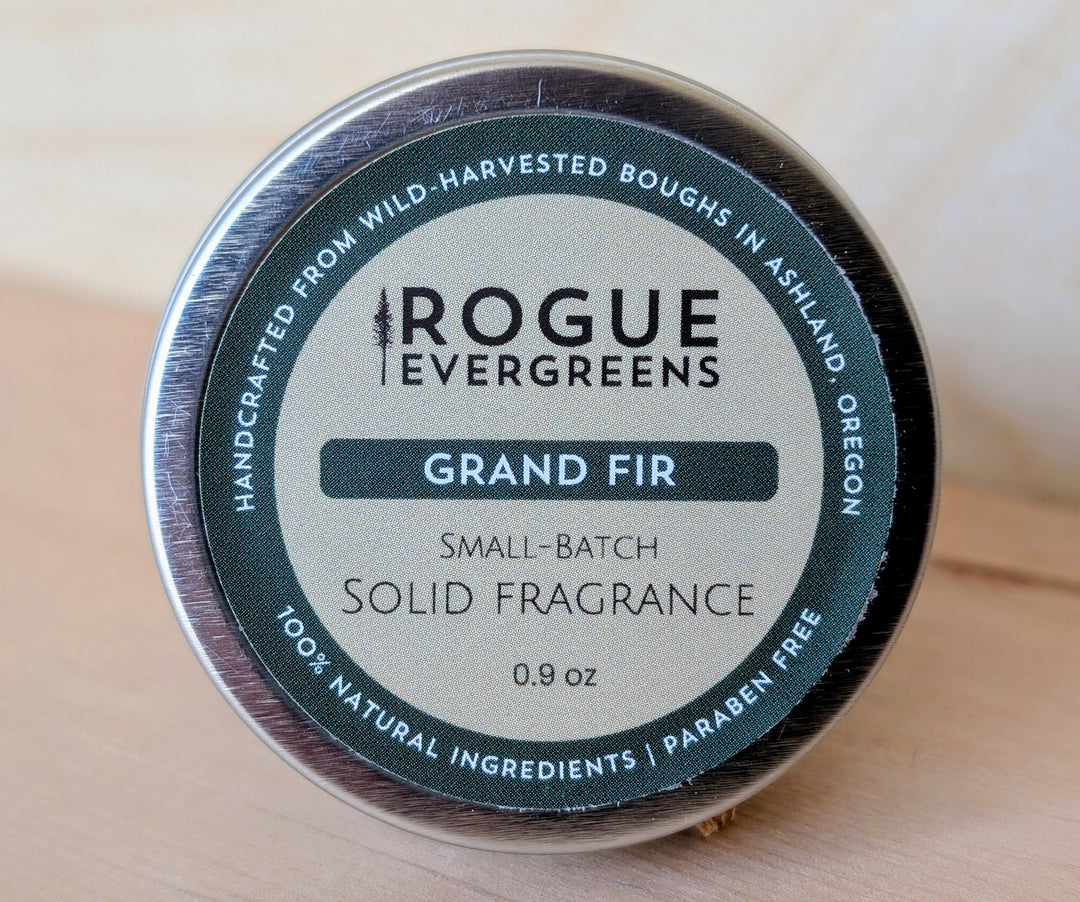 HANDCRAFTED FROM WILD-HARVESTED BOUGHS IN ASHLAND, OREGON
ROGUE
EVERGREENS
GRAND FIR
SMALL-BATCH
SOLID FRAGRANCE
0.9 oz
100% NATURAL INGREDIENTS | PARABEN FREE